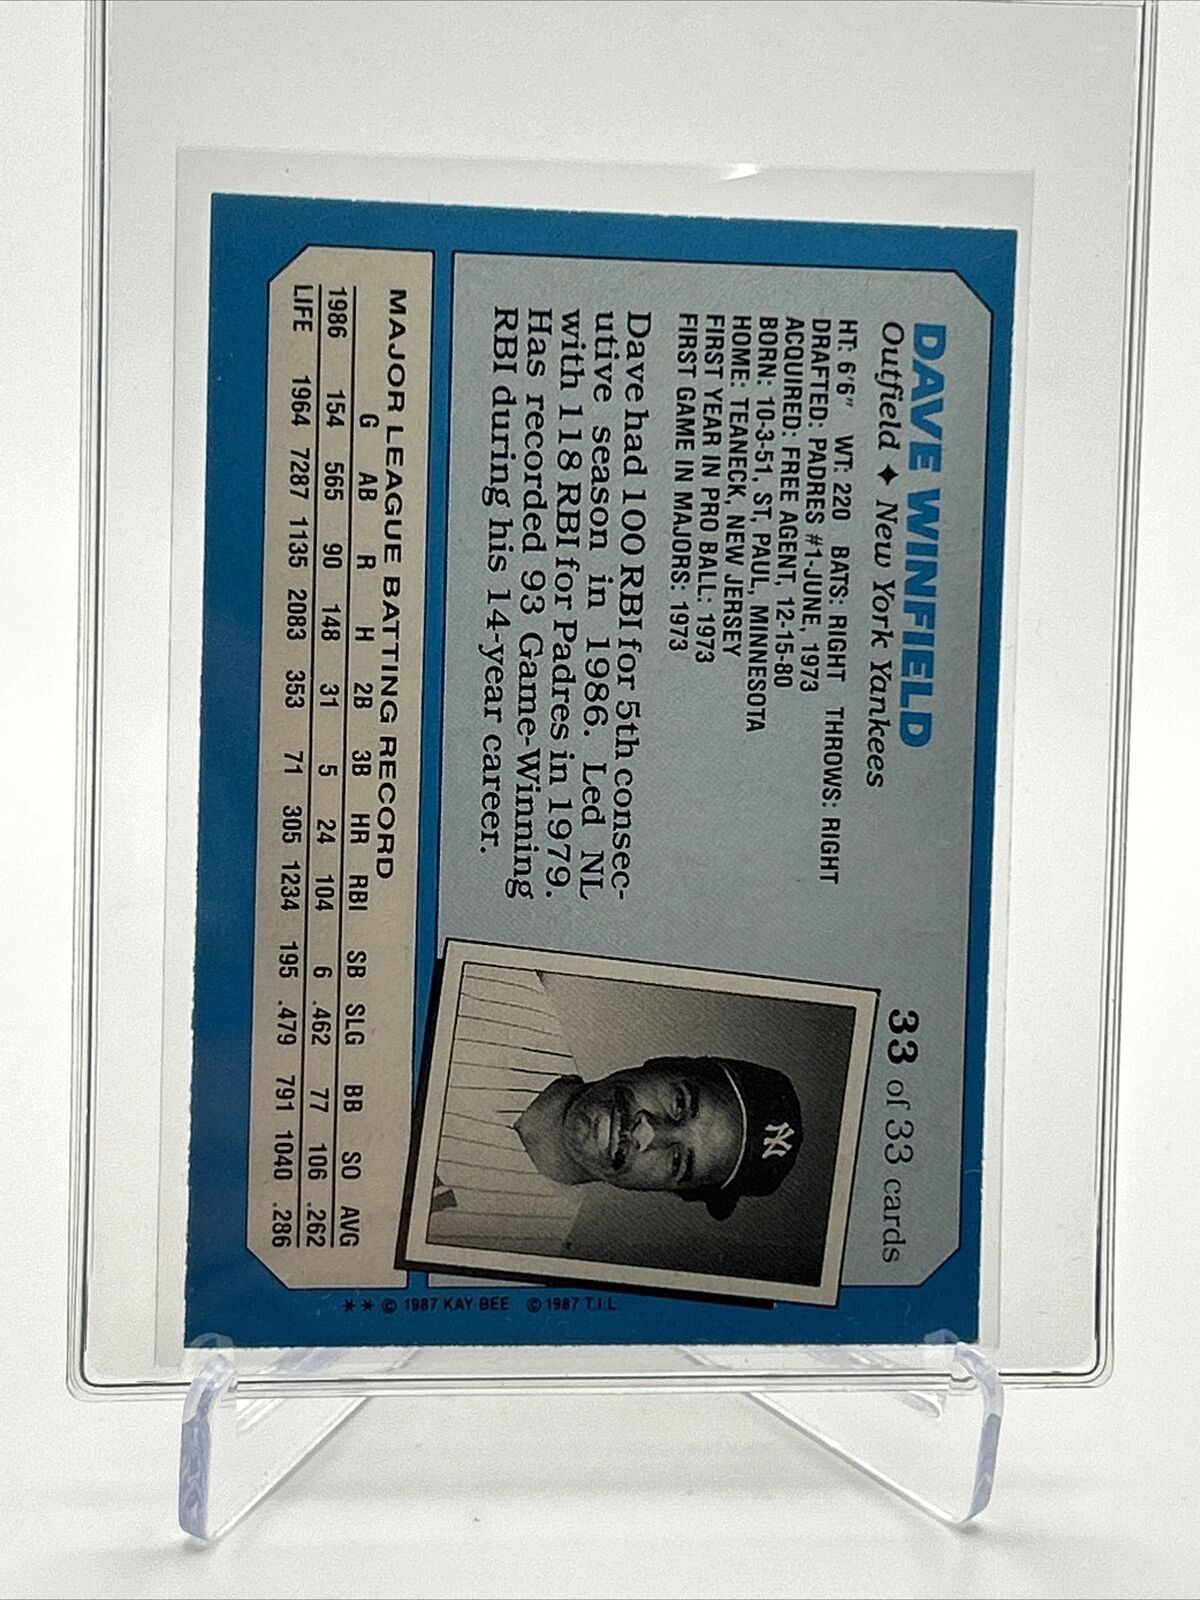 DAVE WINFIELD
Outfield ♦ New York Yankees
33 of 33 cards
HT: 6'6" WT: 220 BATS: RIGHT THROWS: RIGHT
DRAFTED: PADRES #1-JUNE, 1973
ACQUIRED: FREE AGENT, 12-15-80
BORN: 10-3-51, ST, PAUL, MINNESOTA
HOME: TEANECK, NEW JERSEY
FIRST YEAR IN PRO BALL: 1973
FIRST GAME IN MAJORS: 1973
Dave had 100 RBI for 5th consec-
utive season in 1986. Led NL
with 118 RBI for Padres in 1979.
Has recorded 93 Game-Winning
RBI during his 14-year career.
NY
MAJOR LEAGUE BATTING RECORD
G AB R H 2B 3B HR RBI SB SLG BB SO AVG
1986 154 565 90 148 31 5 24 104 6 .462 77 106 .262
LIFE 1964 7287 1135 2083 353 71 305 1234 195 .479 791 1040 .286
** © 1987 KAY BEE © 1987 T.I.L.